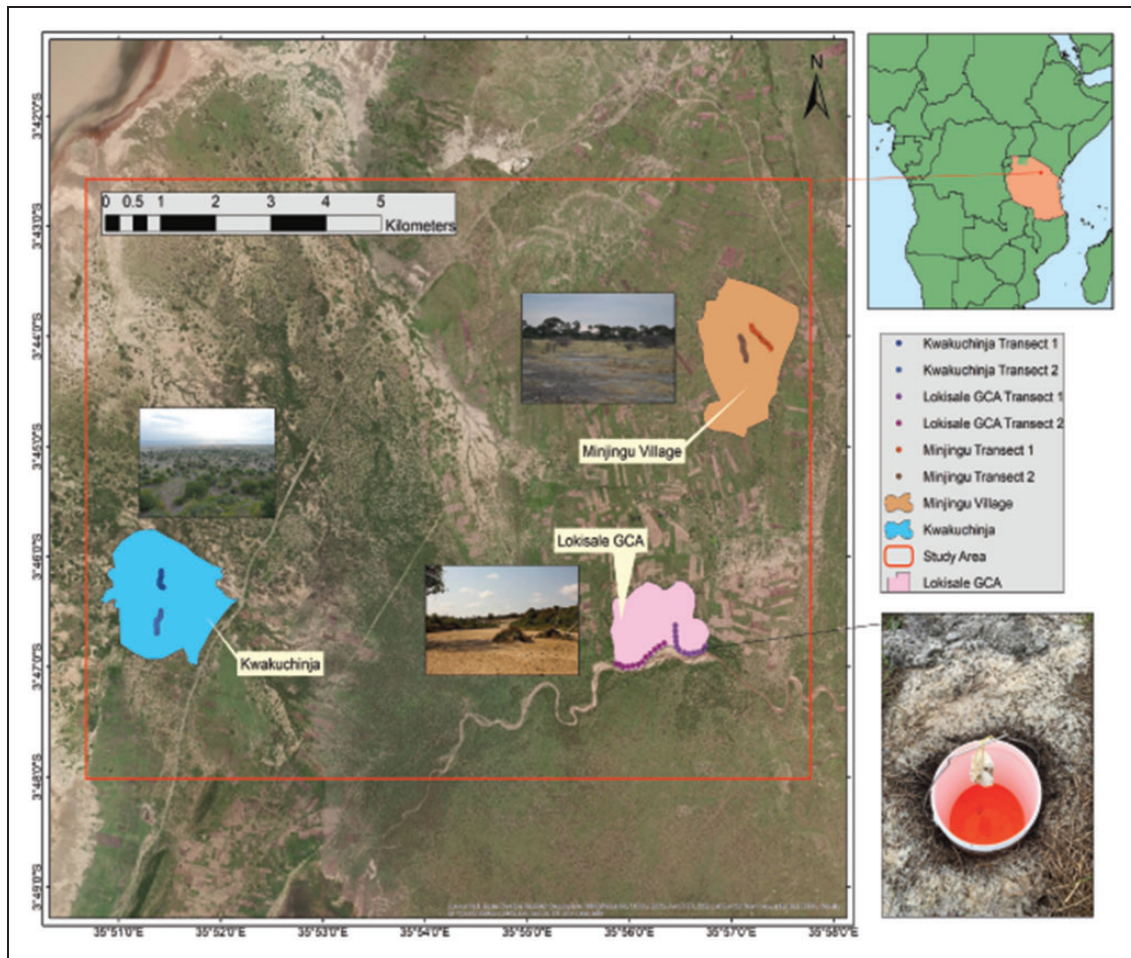 N
0 0.5 1 2 3 4 5
Kilometers
3°42'0"S
3°43'0"S
3°44'0"S
3°45'0"S
3°46'0"S
3°47'0"S
3°48'0"S
3°49'0"S
Minjingu Village
Lokisale GCA
Kwakuchinja
35°51'0"E 35°52'0"E 35°53'0"E 35°54'0"E 35°55'0"E 35°56'0"E 35°57'0"E 35°58'0"E
Kwakuchinja Transect 1
Kwakuchinja Transect 2
Lokisale GCA Transect 1
Lokisale GCA Transect 2
Minjingu Transect 1
Minjingu Transect 2
Minjingu Village
Kwakuchinja
Study Area
Lokisale GCA